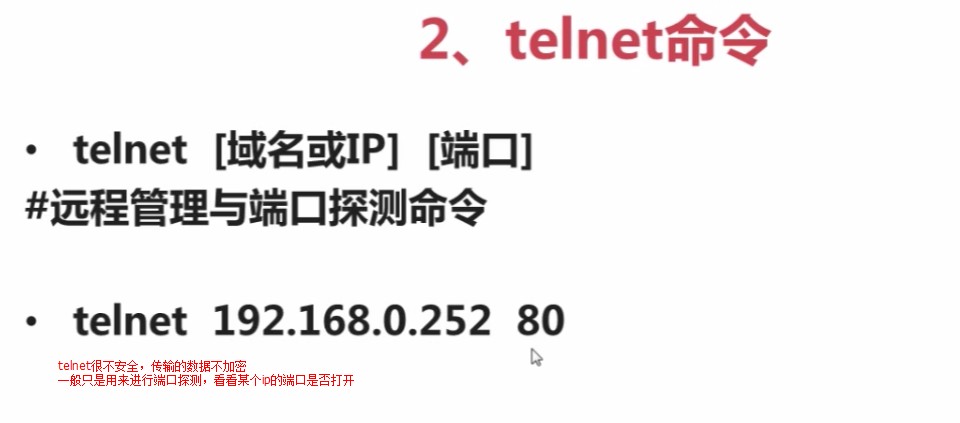 2、telnet命令
• telnet [域名或IP] [端口]
#远程管理与端口探测命令
• telnet 192.168.0.252 80
telnet很不安全，传输的数据不加密
一般只是用来进行端口探测，看看某个ip的端口是否打开